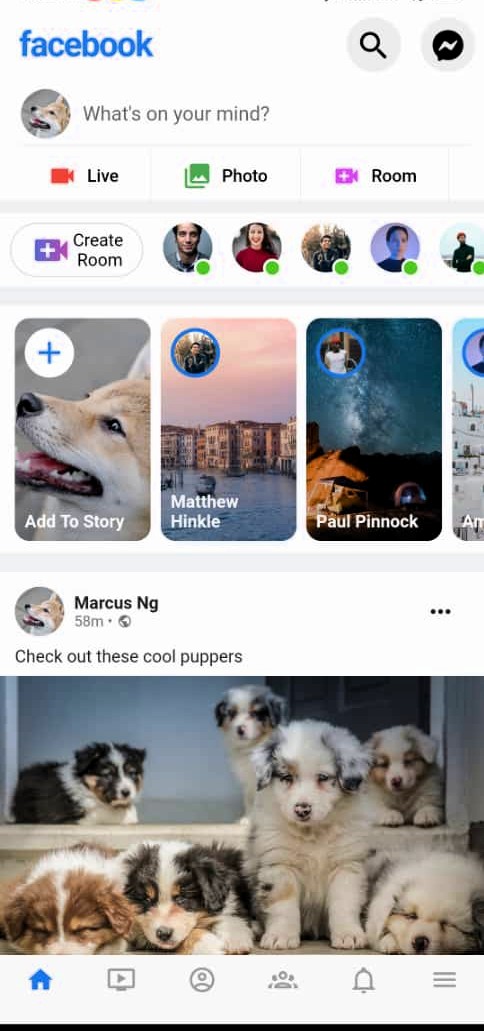 facebook
What's on your mind?
Live
Photo
Room
Create
Room
Add To Story
Matthew
Hinkle
Paul Pinnock
Am
Marcus Ng
58m •
Check out these cool puppers